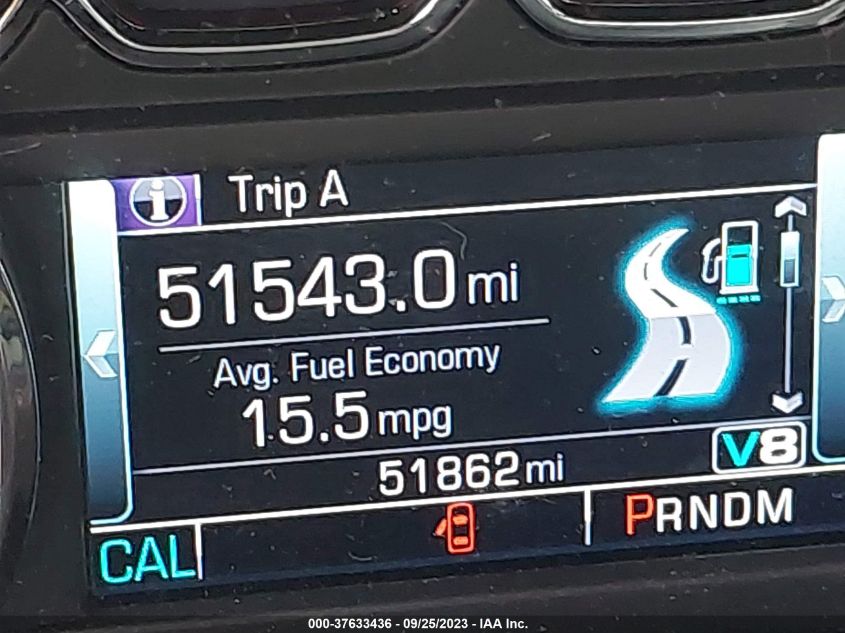 i Trip A
51543.0 mi
Avg. Fuel Economy
15.5 mpg
51862 mi
V8
CAL
PRNDM
000-37633436 - 09/25/2023 - IAA Inc.